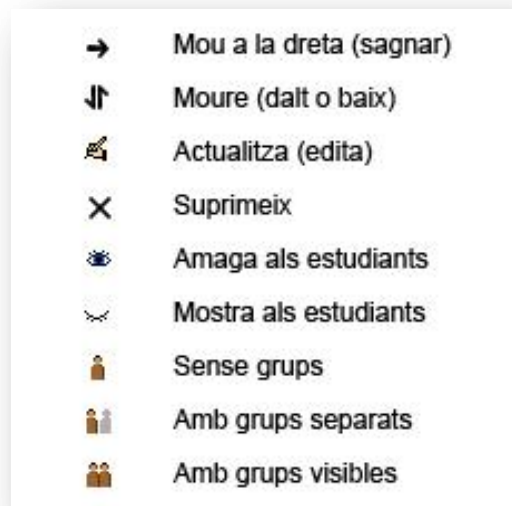 Mou a la dreta (sagnar)
Moure (dalt o baix)
Actualitza (edita)
Suprimeix
Amaga als estudiants
Mostra als estudiants
Sense grups
Amb grups separats
Amb grups visibles